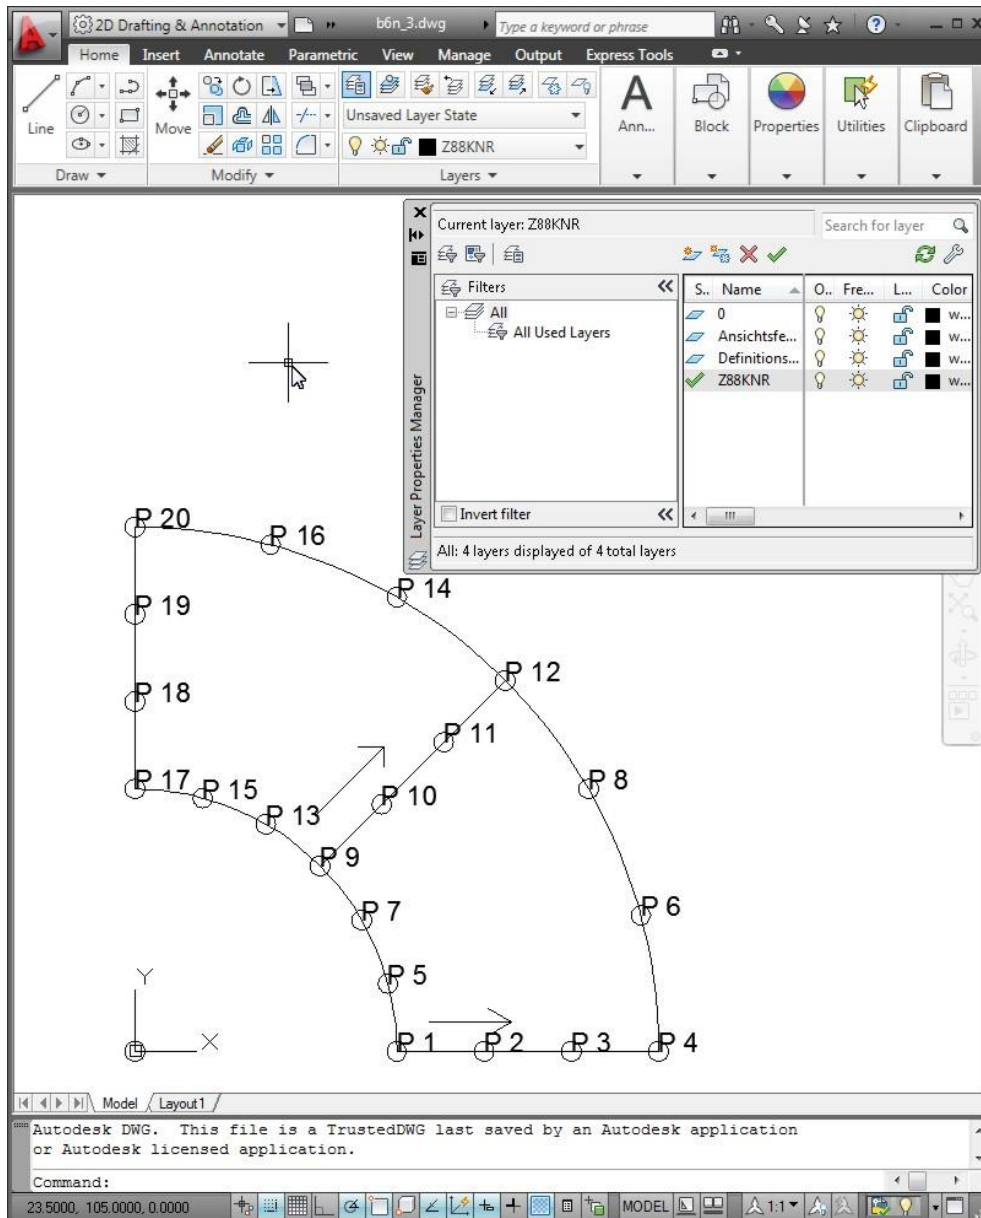 2D Drafting & Annotation b6n_3.dwg Type a keyword or phrase
Home Insert Annotate Parametric View Manage Output Express Tools
Line Move Unsaved Layer State Ann... Block Properties Utilities Clipboard
Z88KNR
Draw Modify Layers
Current layer: Z88KNR Search for layer
Filters S.. Name O.. Fre... L... Color
All 0 w...
All Used Layers Ansichtsfe... w...
Definitions... w...
Z88KNR w...
Layer Properties Manager
Invert filter
All: 4 layers displayed of 4 total layers
P 20
P 16
P 14
P 19
P 12
P 18
P 11
P 17
P 15
P 8
P 10
P 13
P 9
P 7
P 6
P 5
Y
X
P 1 P 2 P 3 P 4
Model Layout1
Autodesk DWG. This file is a TrustedDWG last saved by an Autodesk application
or Autodesk licensed application.
Command:
23.5000, 105.0000, 0.0000 MODEL 1:1